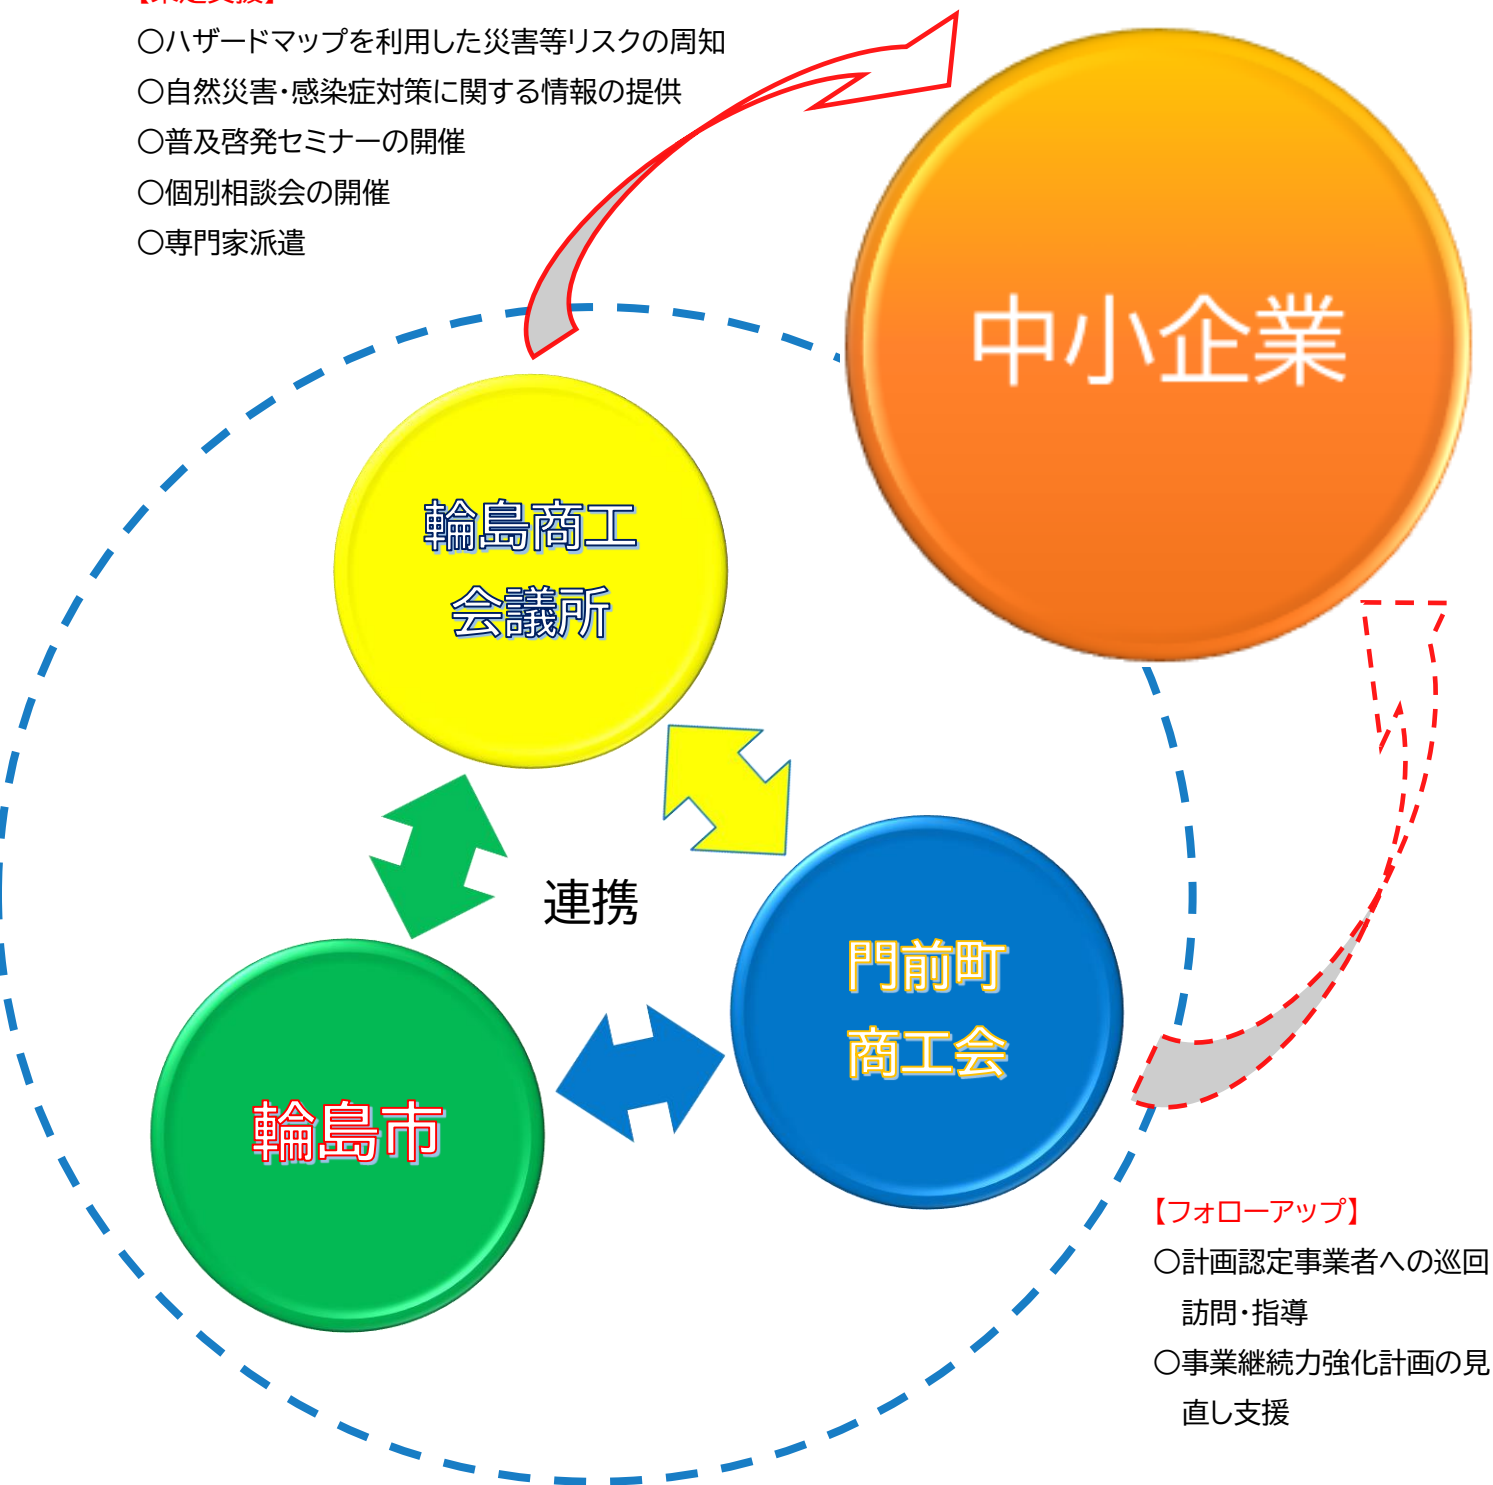 ○ハザードマップを利用した災害等リスクの周知
○自然災害・感染症対策に関する情報の提供
○普及啓発セミナーの開催
○個別相談会の開催
○専門家派遣
中小企業
輪島商工
会議所
連携
門前町
商工会
輪島市
【フォローアップ】
○計画認定事業者への巡回
訪問・指導
○事業継続力強化計画の見
直し支援